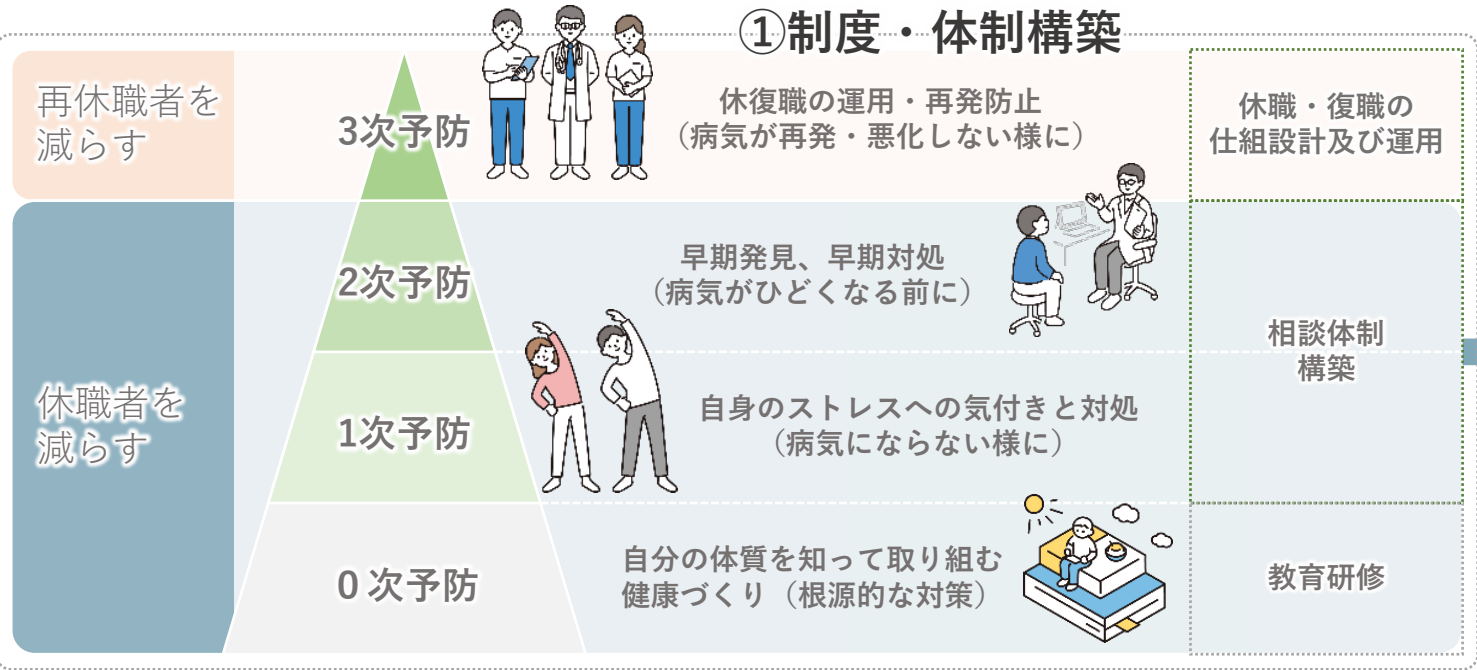 ①制度・体制構築
再休職者を
減らす
3次予防
休復職の運用・再発防止
（病気が再発・悪化しない様に）
休職・復職の
仕組設計及び運用
2次予防
早期発見、早期対処
（病気がひどくなる前に）
相談体制
構築
休職者を
減らす
1次予防
自身のストレスへの気付きと対処
（病気にならない様に）
０次予防
自分の体質を知って取り組む
健康づくり（根源的な対策）
教育研修